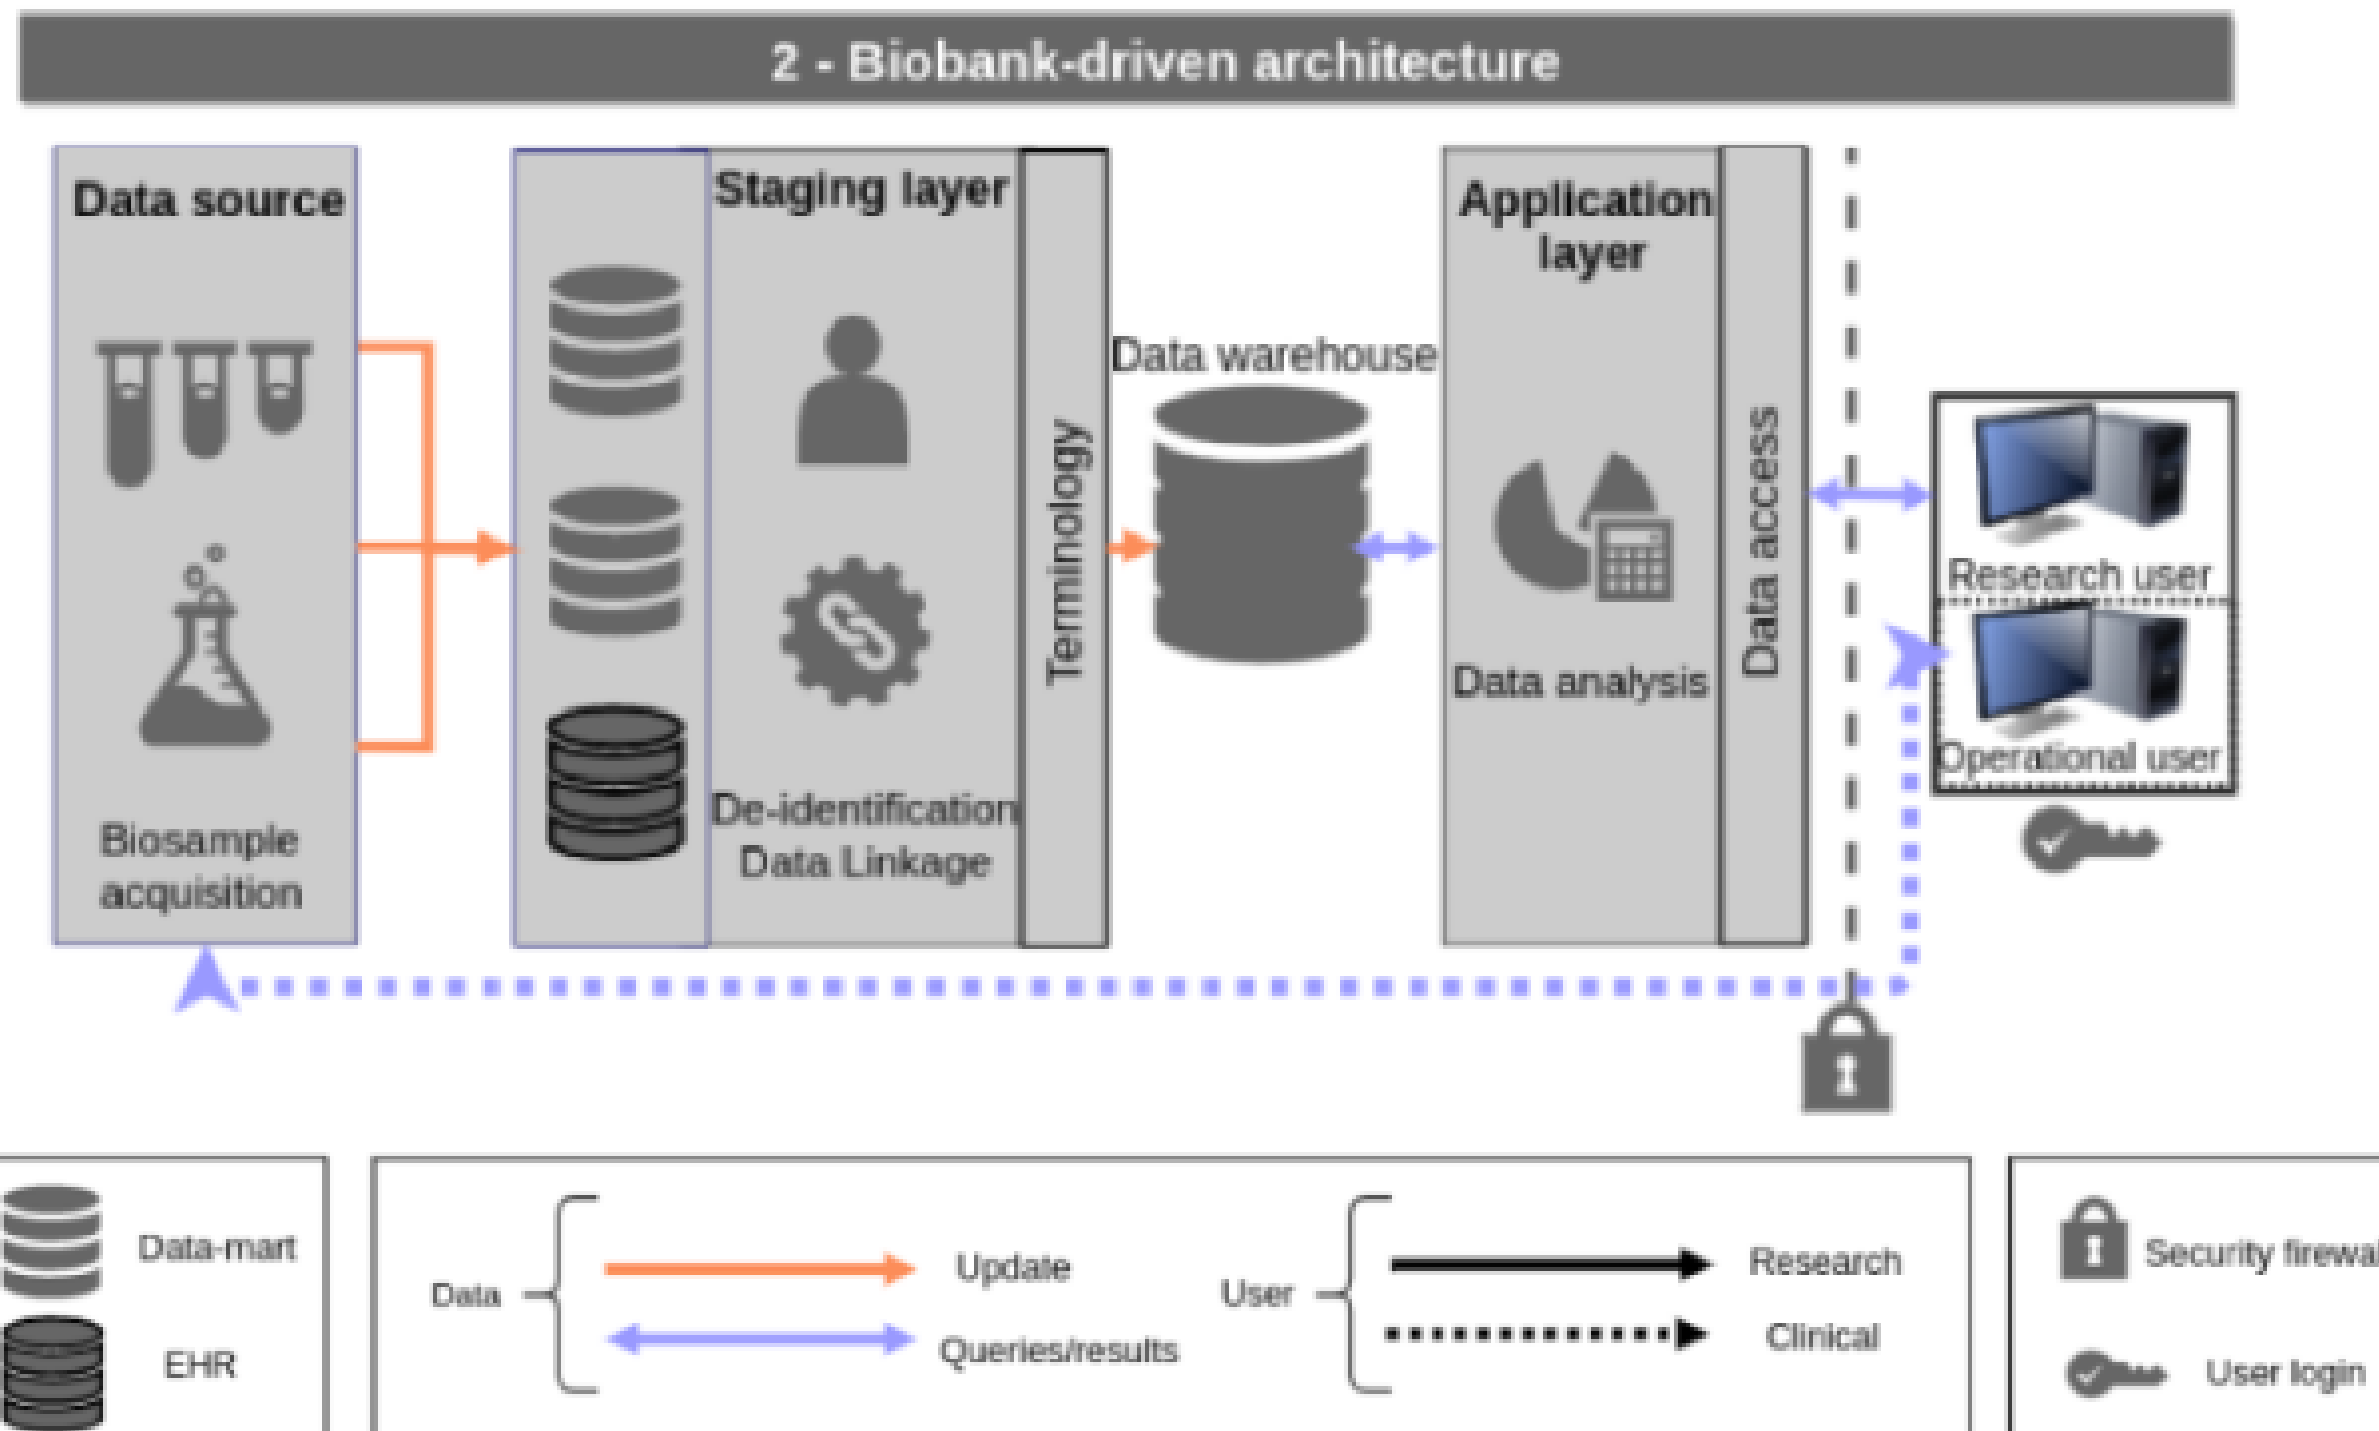 2 - Biobank-driven architecture
Data source
Biosample
acquisition
Staging layer
De-identification
Data Linkage
Terminology
Data warehouse
Application
layer
Data analysis
Data access
Research user
Operational user
Data-mart
EHR
Data
Update
Queries/results
User
Research
Clinical
Security firewal
User login